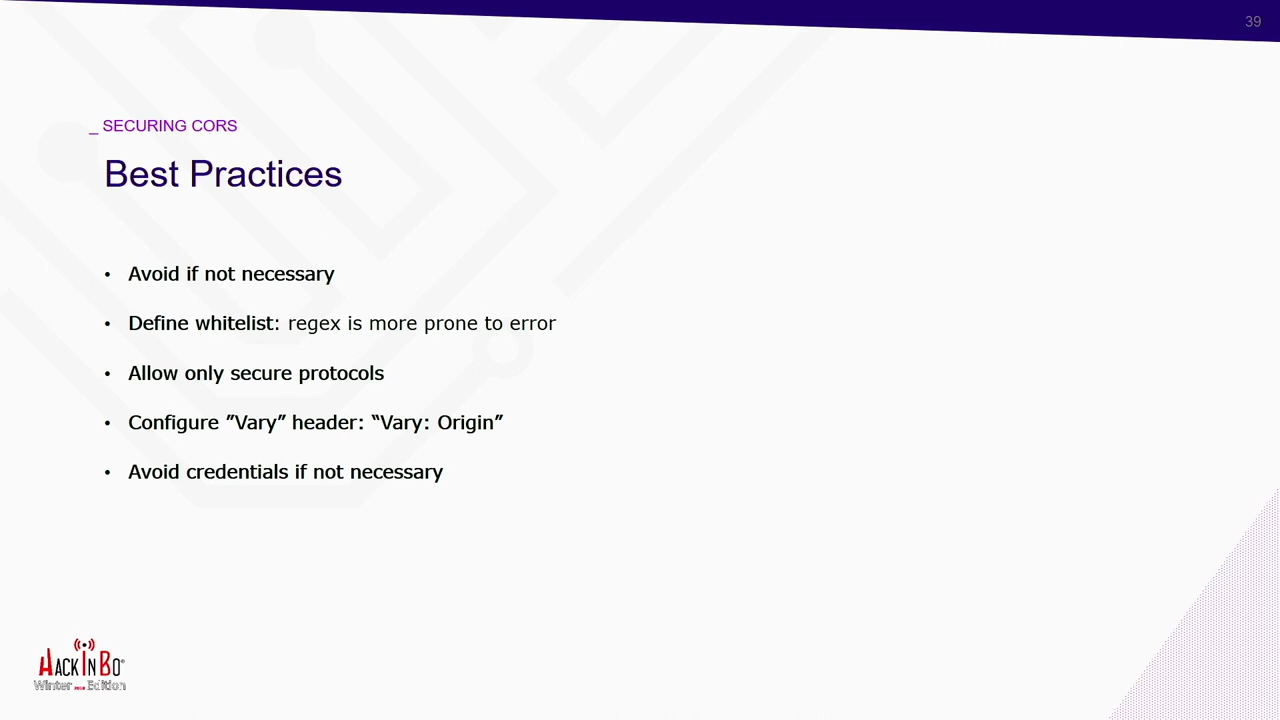 39
_ SECURING CORS
Best Practices
• Avoid if not necessary
• Define whitelist: regex is more prone to error
• Allow only secure protocols
• Configure ”Vary” header: “Vary: Origin”
• Avoid credentials if not necessary
HACKINBO®
Winter Edition